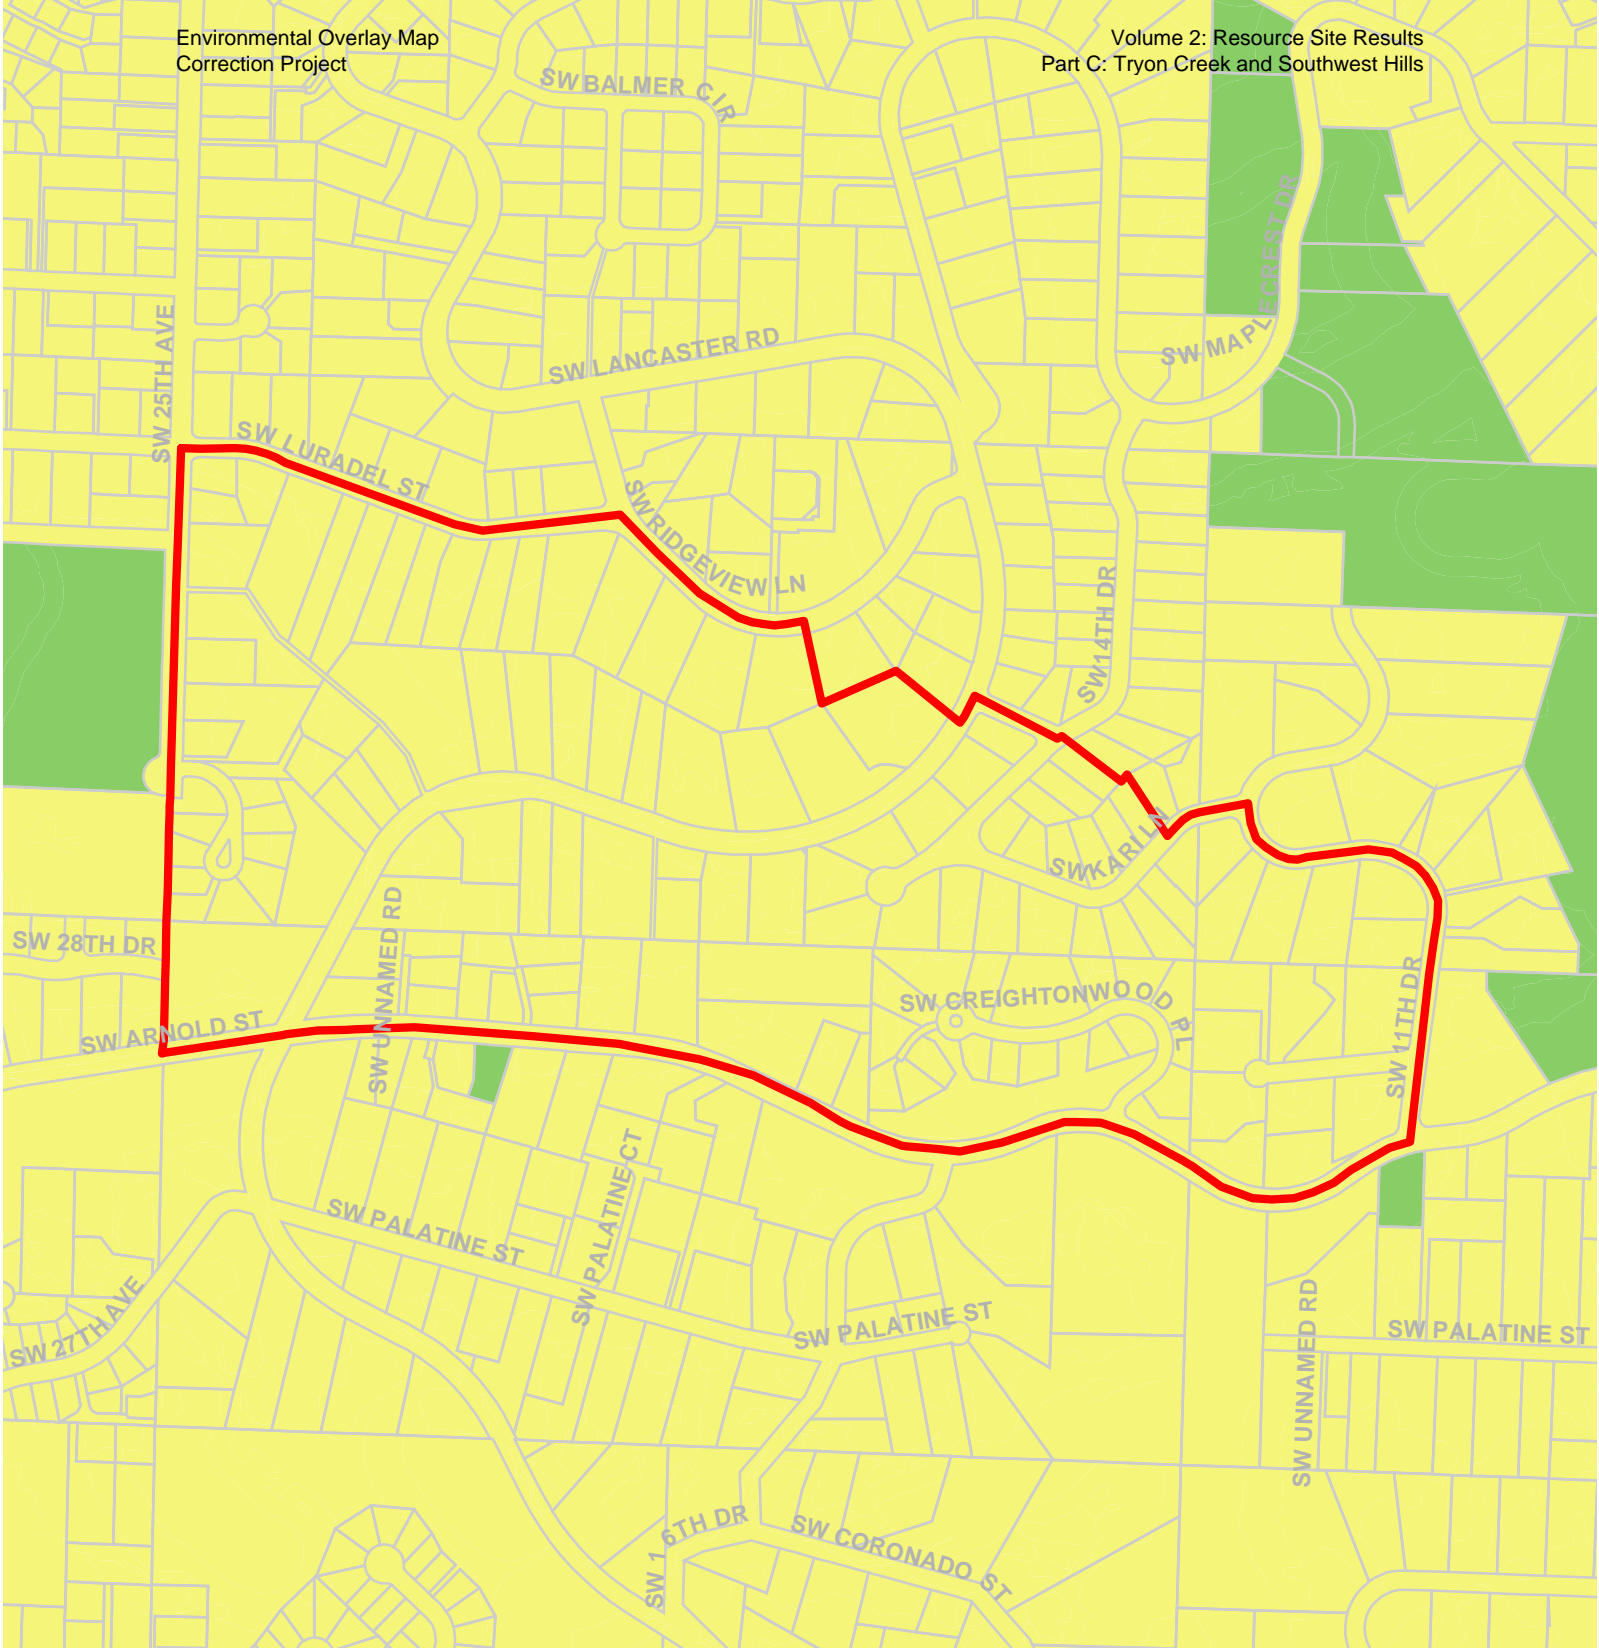 Environmental Overlay Map
Correction Project
Volume 2: Resource Site Results
Part C: Tryon Creek and Southwest Hills
SW BALMER CIR
SW MAPLECREST DR
SW LANCASTER RD
SW 25TH AVE
SW LURADEL ST
SW RIDGEVIEW LN
SW 14TH DR
SW KARI LN
SW UNNAMED RD
SW 28TH DR
SW CREIGHTONWOOD PL
SW 11TH DR
SW ARNOLD ST
SW PALATINE CT
SW PALATINE ST
SW 27TH AVE
SW PALATINE ST
SW UNNAMED RD
SW PALATINE ST
SW 16TH DR
SW CORONADO ST